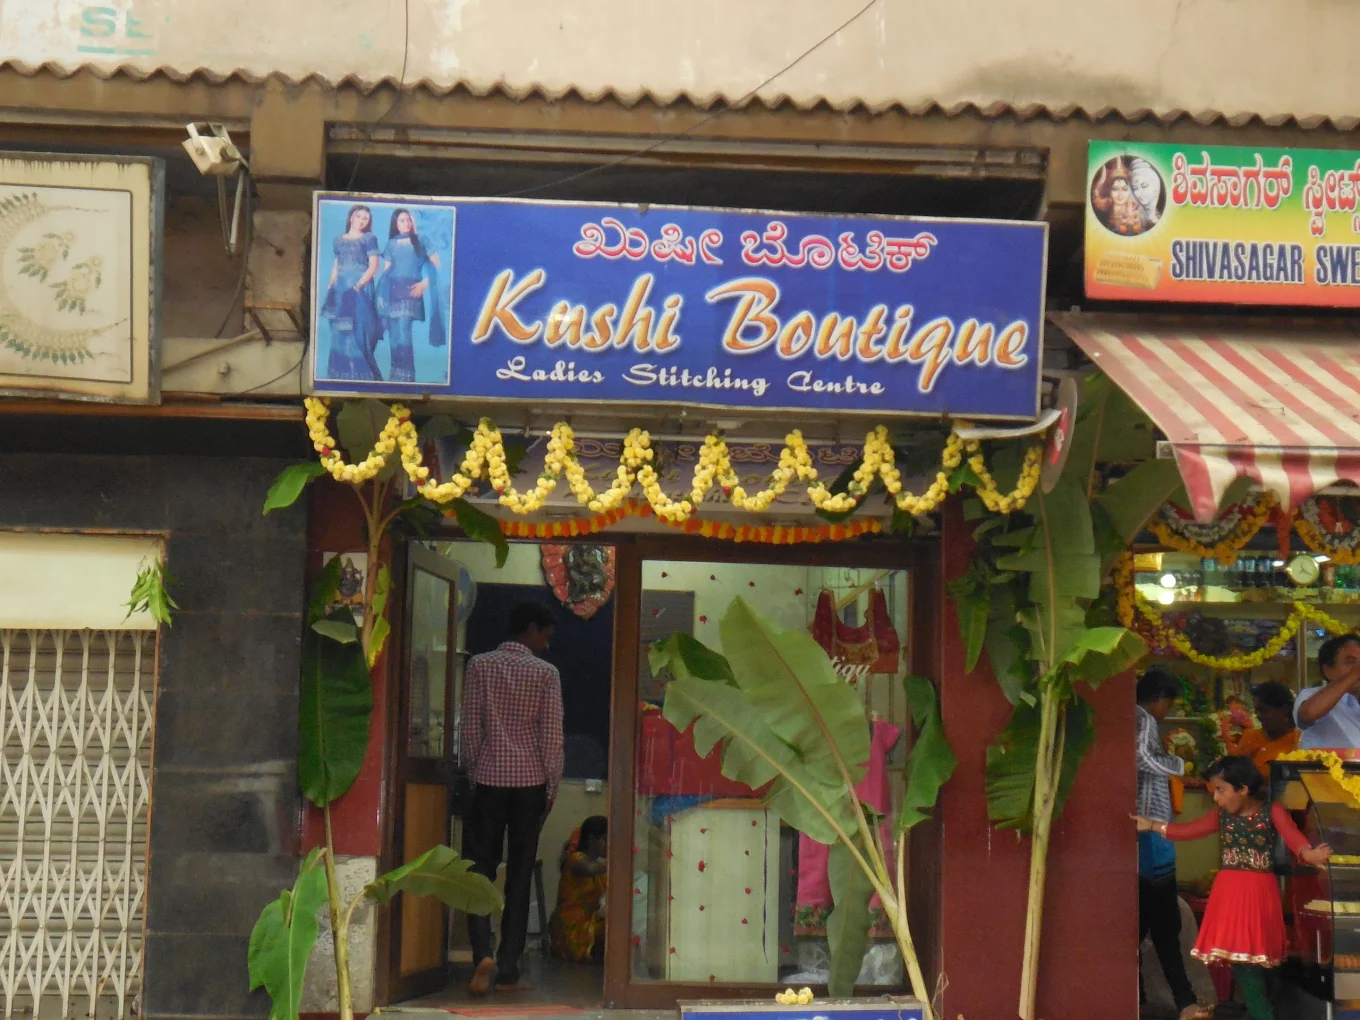 ಖುಷೀ ಬೊಟಿಕ್
Kushi Boutique
Ladies Stitching Centre
ಶಿವಸಾಗರ್ ಸ್ವೀಟ್ಸ್
SHIVASAGAR